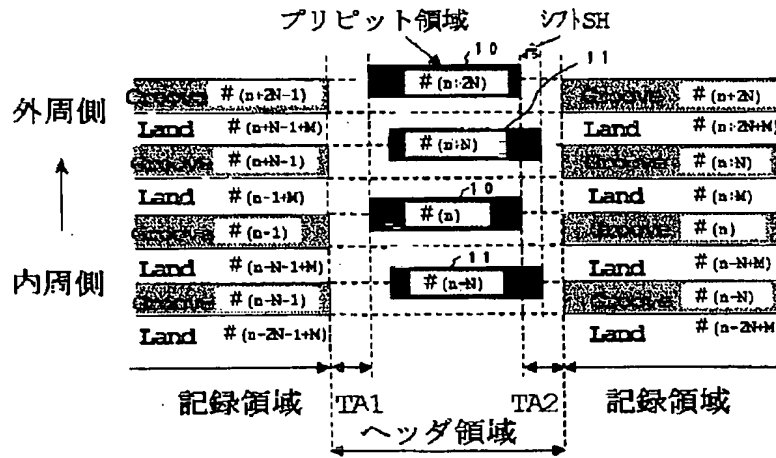 プリピット領域
シフトSH
10
11
外周側
内周側
Groove #(n+2N-1)
#(n:2N)
Groove #(n+2N)
Land #(n+N-1+M)
Land #(n:2N+M)
Groove #(n+N-1)
#(n:N)
Groove #(n:N)
Land #(n-1+M)
10
Land #(n:M)
Groove #(n-1)
#(n)
Groove #(n)
Land #(n-N-1+M)
11
Land #(n-N+M)
Groove #(n-N-1)
#(n-N)
Groove #(n-N)
Land #(n-2N-1+M)
Land #(n-2N+M)
記録領域
TA1
TA2
記録領域
ヘッダ領域